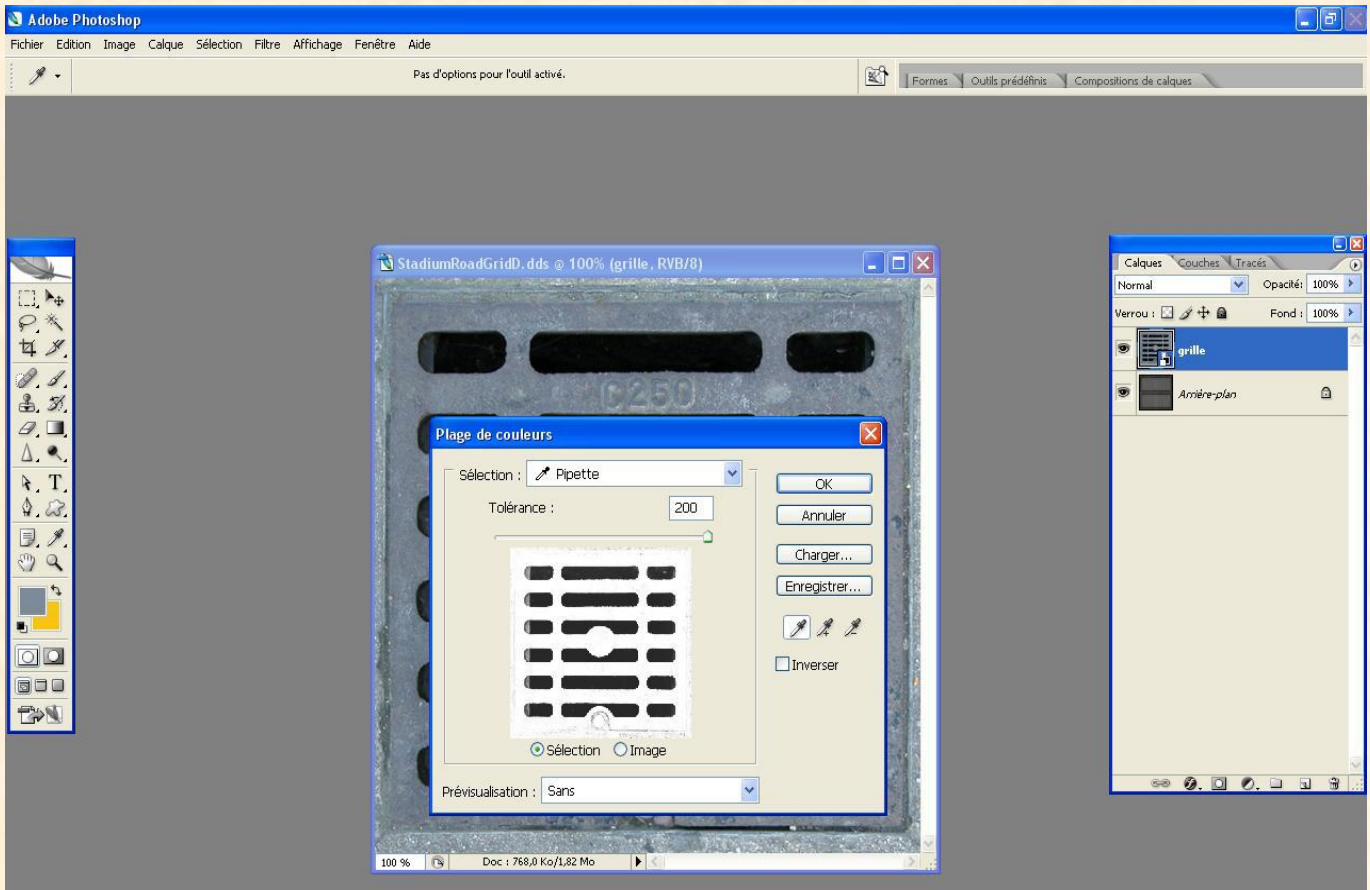 Adobe Photoshop
Fichier Edition Image Calque Sélection Filtre Affichage Fenêtre Aide
Pas d'options pour l'outil activé.
Formes Outils prédéfinis Compositions de calques
StadiumRoadGridD.dds @ 100% (grille, RVB/8)
C250
Calques Couches Tracés
Normal Opacité: 100%
Verrou : Fond : 100%
grille
Arrière-plan
Plage de couleurs
Sélection : Pipette
Tolérance : 200
OK
Annuler
Charger...
Enregistrer...
Inverser
Sélection Image
Prévisualisation : Sans
100 % Doc : 768,0 Ko/1,82 Mo